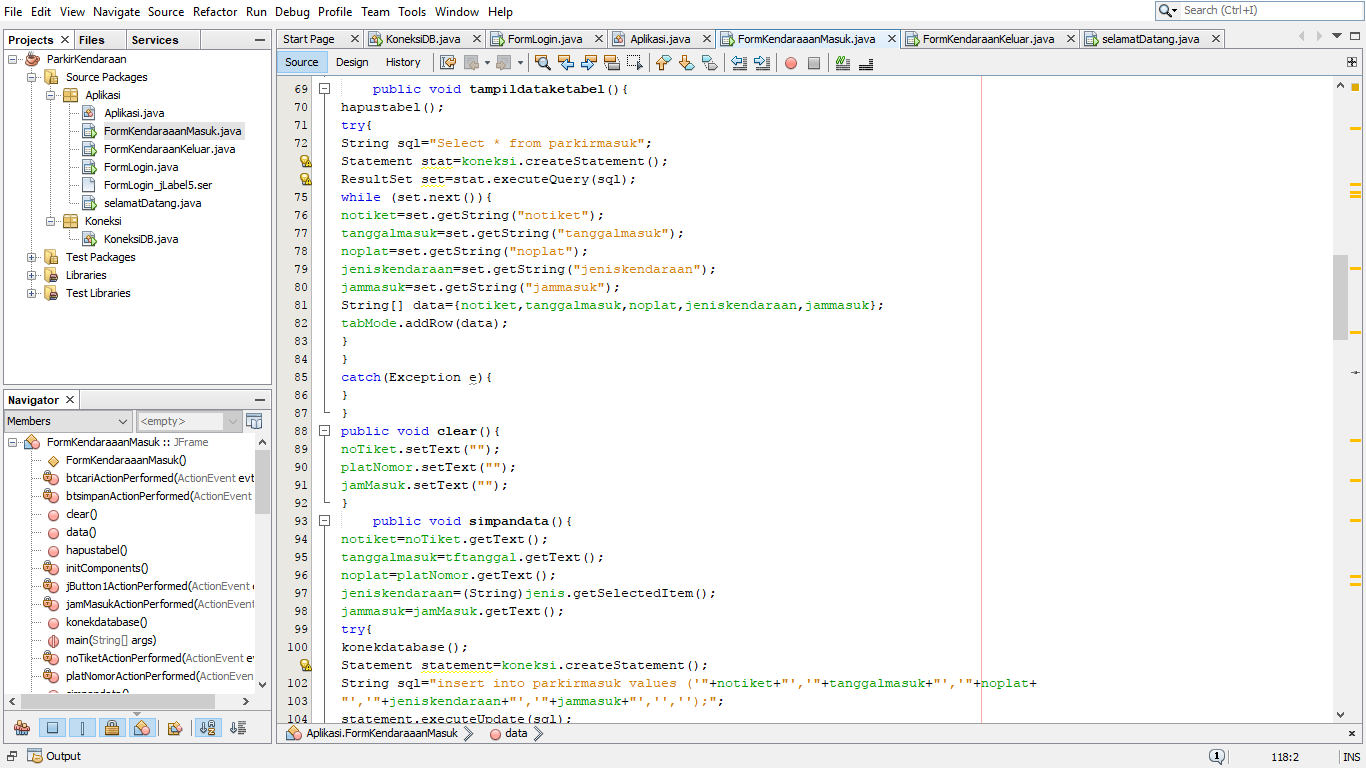 File Edit View Navigate Source Refactor Run Debug Profile Team Tools Window Help
Search (Ctrl+I)
Projects Files Services
ParkirKendaraan
Source Packages
Aplikasi
Aplikasi.java
FormKendaraaanMasuk.java
FormKendaraanKeluar.java
FormLogin.java
FormLogin_jLabel5.ser
selamatDatang.java
Koneksi
KoneksiDB.java
Test Packages
Libraries
Test Libraries
Navigator
Members <empty>
FormKendaraaanMasuk :: JFrame
FormKendaraaanMasuk()
btcariActionPerformed(ActionEvent evt
btsimpanActionPerformed(ActionEvent
clear()
data()
hapustabel()
initComponents()
jButton1ActionPerformed(ActionEvent e
jamMasukActionPerformed(ActionEvent
konekdatabase()
main(String[] args)
noTiketActionPerformed(ActionEvent ev
platNomorActionPerformed(ActionEven
simpandata()
Start Page KoneksiDB.java FormLogin.java Aplikasi.java FormKendaraaanMasuk.java FormKendaraanKeluar.java selamatDatang.java
Source Design History
69 public void tampildataketabel(){
70 hapustabel();
71 try{
72 String sql="Select * from parkirmasuk";
Statement stat=koneksi.createStatement();
ResultSet set=stat.executeQuery(sql);
75 while (set.next()){
76 notiket=set.getString("notiket");
77 tanggalmasuk=set.getString("tanggalmasuk");
78 noplat=set.getString("noplat");
79 jeniskendaraan=set.getString("jeniskendaraan");
80 jammasuk=set.getString("jammasuk");
81 String[] data={notiket,tanggalmasuk,noplat,jeniskendaraan,jammasuk};
82 tabMode.addRow(data);
83 }
84 }
85 catch(Exception e){
86 }
87 }
88 public void clear(){
89 noTiket.setText("");
90 platNomor.setText("");
91 jamMasuk.setText("");
92 }
93 public void simpandata(){
94 notiket=noTiket.getText();
95 tanggalmasuk=tftanggal.getText();
96 noplat=platNomor.getText();
97 jeniskendaraan=(String)jenis.getSelectedItem();
98 jammasuk=jamMasuk.getText();
99 try{
100 konekdatabase();
Statement statement=koneksi.createStatement();
102 String sql="insert into parkirmasuk values ('"+notiket+"','"+tanggalmasuk+"','"+noplat+
103 "','"+jeniskendaraan+"','"+jammasuk+"','','');";
104 statement.executeUpdate(sql);
Aplikasi.FormKendaraaanMasuk data
Output
1 118:2 INS